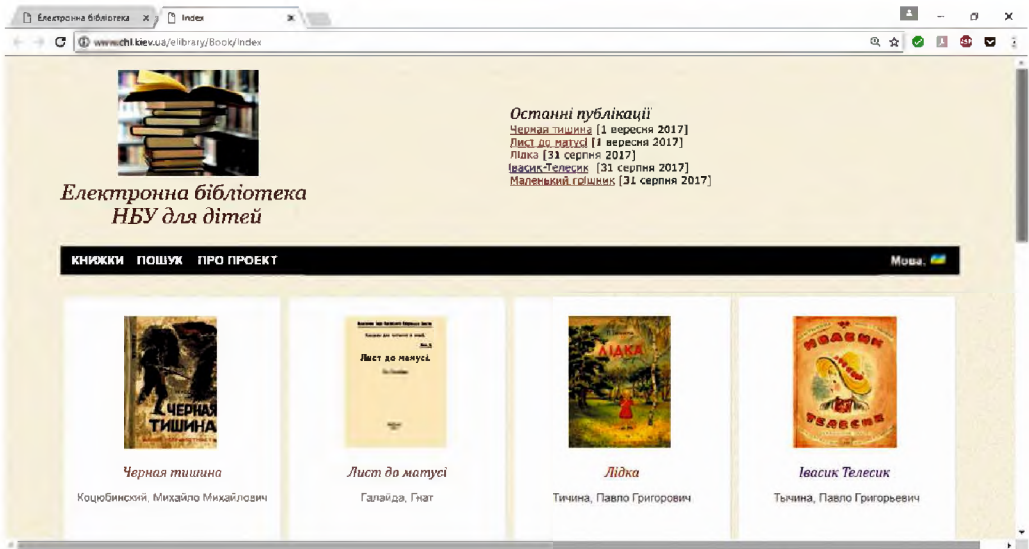 Електронна бібліотека
Index
www.chl.kiev.ua/elibrary/Book/Index
Останні публікації
Черная тишина [1 вересня 2017]
Лист до матусі [1 вересня 2017]
Лідка [31 серпня 2017]
Івасик-Телесик [31 серпня 2017]
Маленький грішник [31 серпня 2017]
Електронна бібліотека
НБУ для дітей
КНИЖКИ ПОШУК ПРО ПРОЕКТ
Мова:
ЧЕРНАЯ
ТИШИНА
Лист до матусі
ЛІДКА
ИВАСИК
ТЕЛЕСИК
Черная тишина
Лист до матусі
Лідка
Івасик Телесик
Коцюбинский, Михайло Михайлович
Галайда, Гнат
Тичина, Павло Григорович
Тычина, Павло Григорьевич